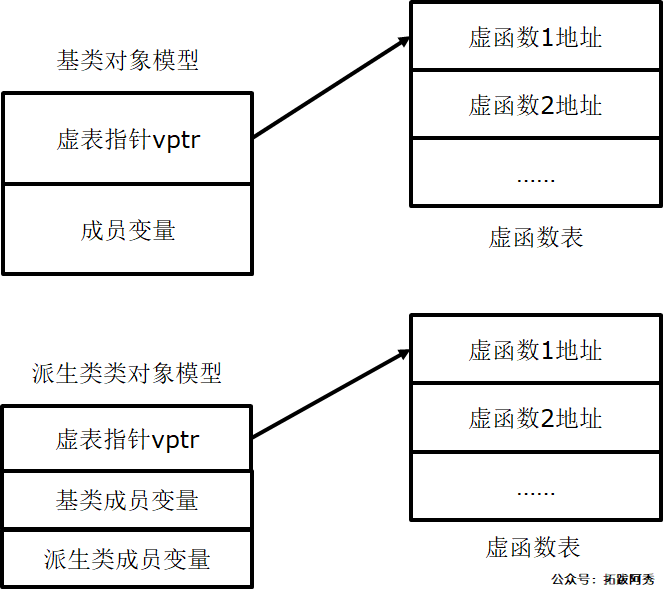 基类对象模型
虚表指针vptr
成员变量
虚函数1地址
虚函数2地址
……
虚函数表
派生类类对象模型
虚表指针vptr
基类成员变量
派生类成员变量
虚函数1地址
虚函数2地址
……
虚函数表
公众号：拓跋阿秀